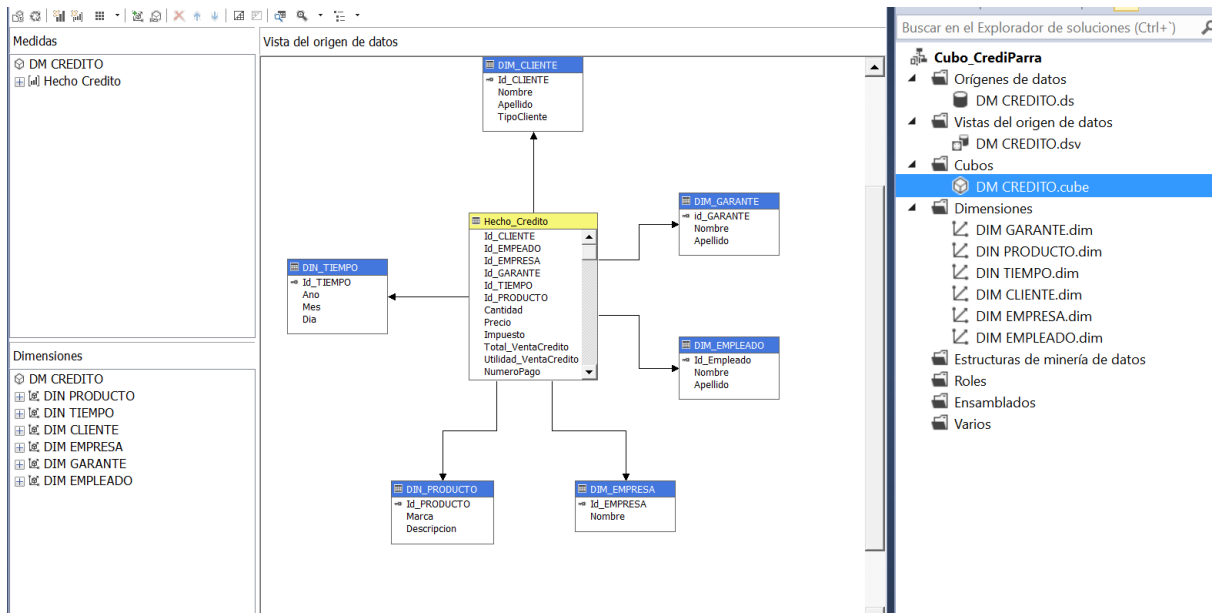 Medidas
DM CREDITO
Hecho Credito
Dimensiones
DM CREDITO
DIN PRODUCTO
DIN TIEMPO
DIM CLIENTE
DIM EMPRESA
DIM GARANTE
DIM EMPLEADO
Vista del origen de datos
DIM_CLIENTE
Id_CLIENTE
Nombre
Apellido
TipoCliente
DIM_GARANTE
id_GARANTE
Nombre
Apellido
Hecho_Credito
Id_CLIENTE
Id_EMPEADO
Id_EMPRESA
Id_GARANTE
Id_TIEMPO
Id_PRODUCTO
Cantidad
Precio
Impuesto
Total_VentaCredito
Utilidad_VentaCredito
NumeroPago
DIN_TIEMPO
Id_TIEMPO
Ano
Mes
Dia
DIM_EMPLEADO
Id_Empleado
Nombre
Apellido
DIN_PRODUCTO
Id_PRODUCTO
Marca
Descripcion
DIM_EMPRESA
Id_EMPRESA
Nombre
Buscar en el Explorador de soluciones (Ctrl+`)
Cubo_CrediParra
Orígenes de datos
DM CREDITO.ds
Vistas del origen de datos
DM CREDITO.dsv
Cubos
DM CREDITO.cube
Dimensiones
DIM GARANTE.dim
DIN PRODUCTO.dim
DIN TIEMPO.dim
DIM CLIENTE.dim
DIM EMPRESA.dim
DIM EMPLEADO.dim
Estructuras de minería de datos
Roles
Ensamblados
Varios